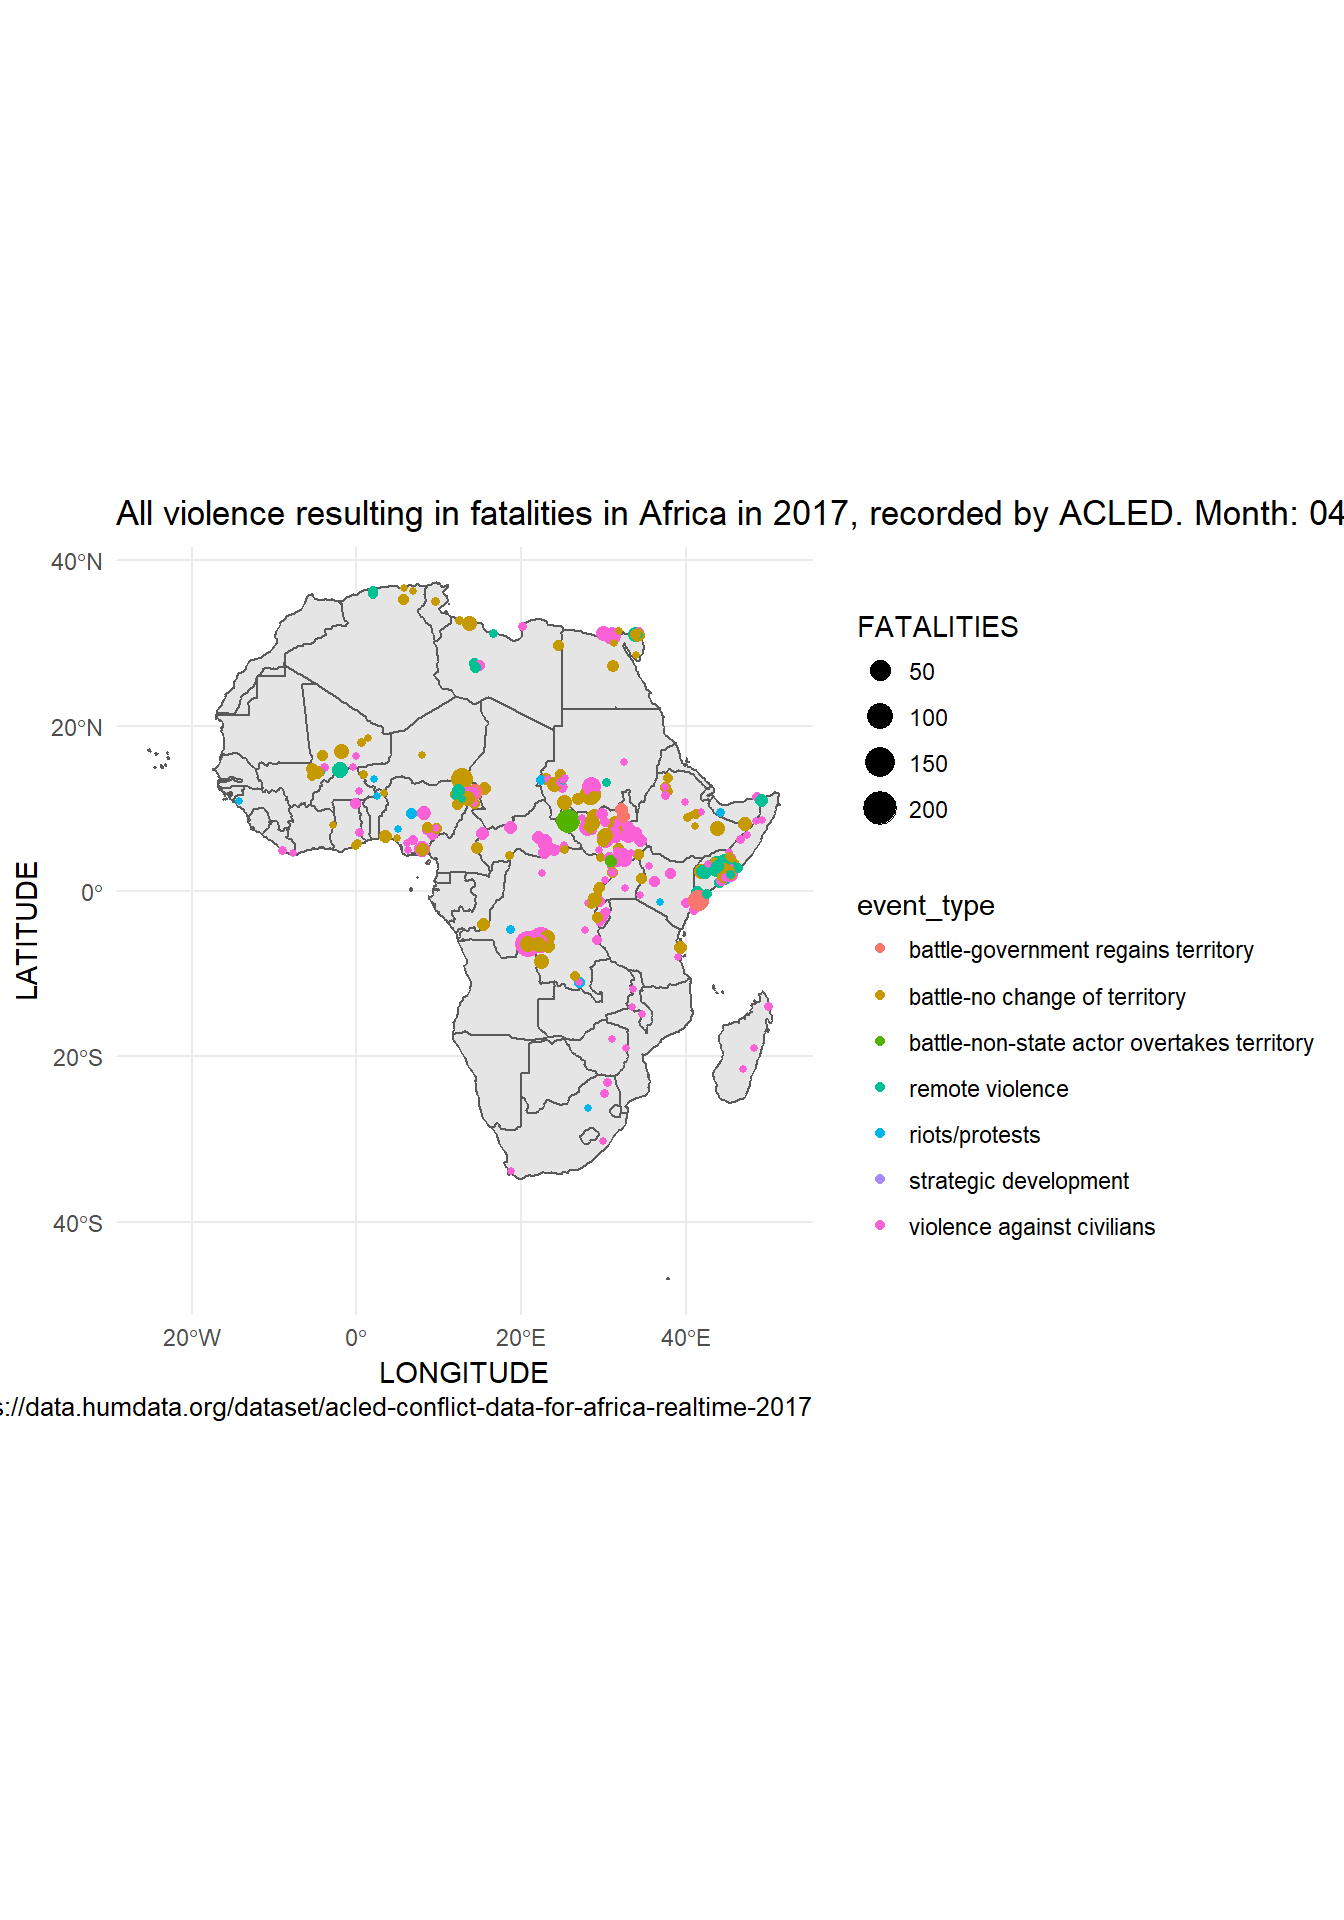 All violence resulting in fatalities in Africa in 2017, recorded by ACLED. Month: 04
40°N
20°N
0°
20°S
40°S
LATITUDE
20°W
0°
20°E
40°E
LONGITUDE
s://data.humdata.org/dataset/acled-conflict-data-for-africa-realtime-2017
FATALITIES
50
100
150
200
event_type
battle-government regains territory
battle-no change of territory
battle-non-state actor overtakes territory
remote violence
riots/protests
strategic development
violence against civilians